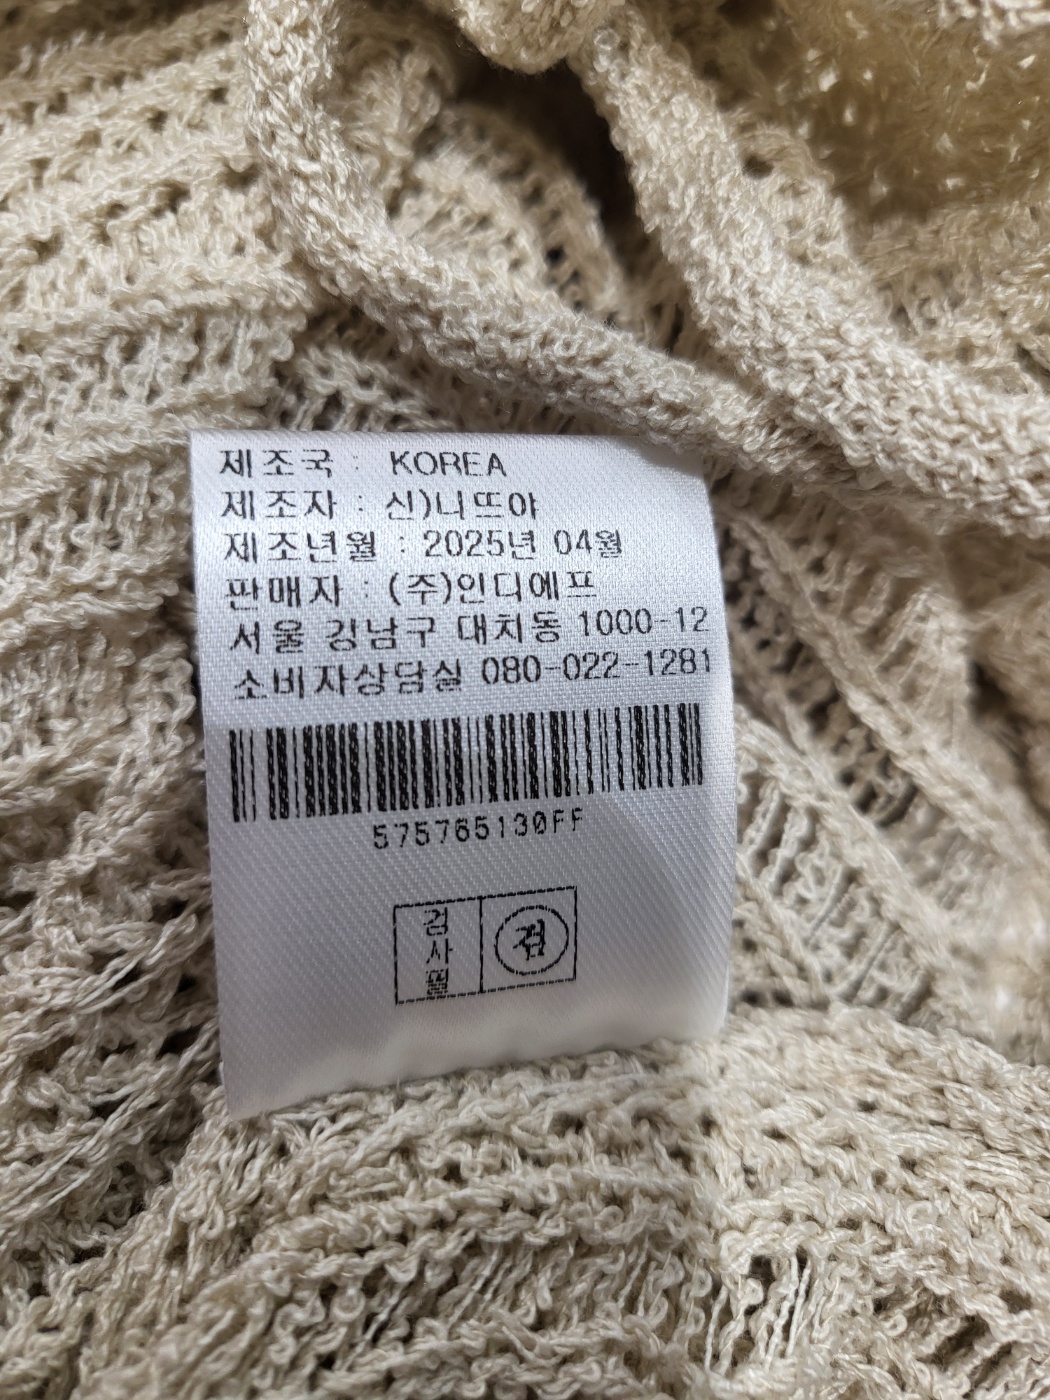 제조국 : KOREA
제조자 : 신)니뜨아
제조년월 : 2025년 04월
판매자 : (주)인디에프
서울 강남구 대치동 1000-12
소비자상담실 080-022-1281
575765130FF
검사필
검